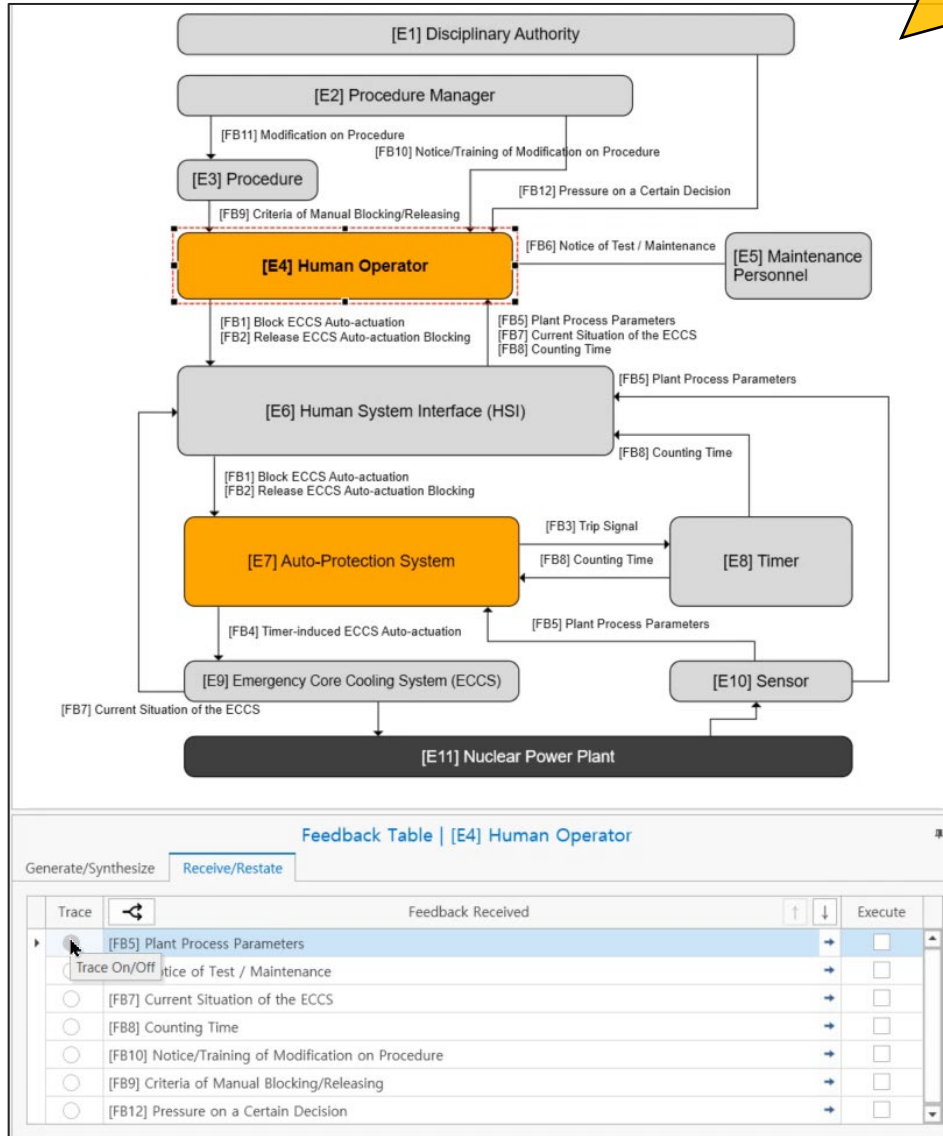 [E1] Disciplinary Authority
[E2] Procedure Manager
[FB11] Modification on Procedure
[FB10] Notice/Training of Modification on Procedure
[E3] Procedure
[FB12] Pressure on a Certain Decision
[FB9] Criteria of Manual Blocking/Releasing
[E4] Human Operator
[FB6] Notice of Test / Maintenance
[E5] Maintenance
Personnel
[FB1] Block ECCS Auto-actuation
[FB2] Release ECCS Auto-actuation Blocking
[FB5] Plant Process Parameters
[FB7] Current Situation of the ECCS
[FB8] Counting Time
[FB5] Plant Process Parameters
[E6] Human System Interface (HSI)
[FB8] Counting Time
[FB1] Block ECCS Auto-actuation
[FB2] Release ECCS Auto-actuation Blocking
[E7] Auto-Protection System
[FB3] Trip Signal
[FB8] Counting Time
[E8] Timer
[FB4] Timer-induced ECCS Auto-actuation
[FB5] Plant Process Parameters
[E9] Emergency Core Cooling System (ECCS)
[E10] Sensor
[FB7] Current Situation of the ECCS
[E11] Nuclear Power Plant
Feedback Table | [E4] Human Operator
Generate/Synthesize Receive/Restate
Trace Feedback Received Execute
[FB5] Plant Process Parameters
Trace On/Off
of Test / Maintenance
[FB7] Current Situation of the ECCS
[FB8] Counting Time
[FB10] Notice/Training of Modification on Procedure
[FB9] Criteria of Manual Blocking/Releasing
[FB12] Pressure on a Certain Decision